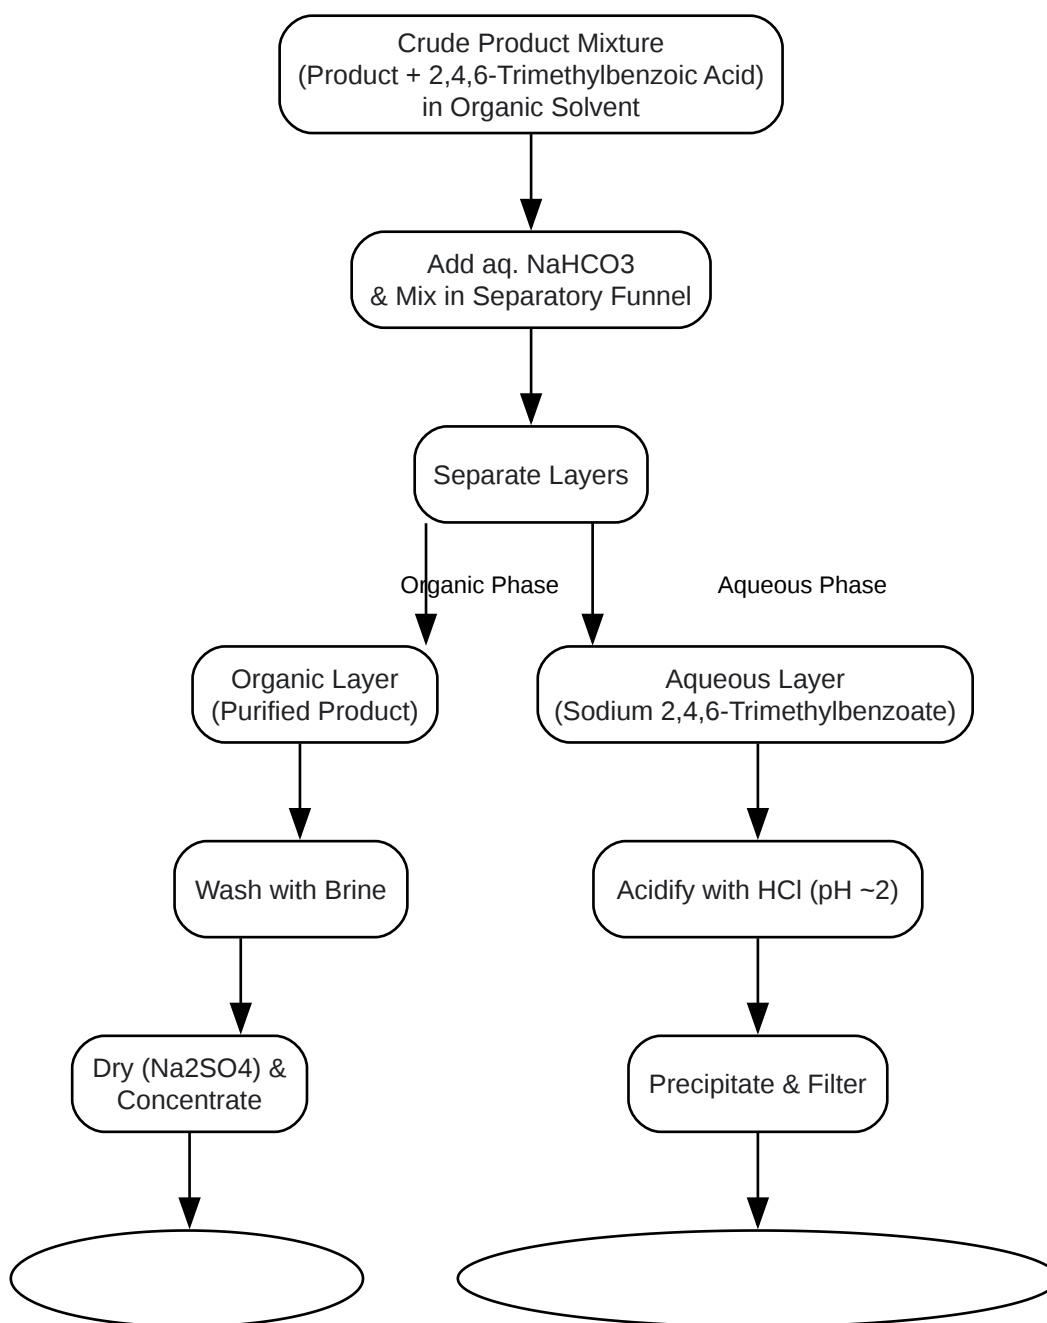 Crude Product Mixture
(Product + 2,4,6-Trimethylbenzoic Acid)
in Organic Solvent
Add aq. NaHCO3
& Mix in Separatory Funnel
Separate Layers
Organic Phase
Aqueous Phase
Organic Layer
(Purified Product)
Aqueous Layer
(Sodium 2,4,6-Trimethylbenzoate)
Wash with Brine
Acidify with HCl (pH ~2)
Dry (Na2SO4) &
Concentrate
Precipitate & Filter